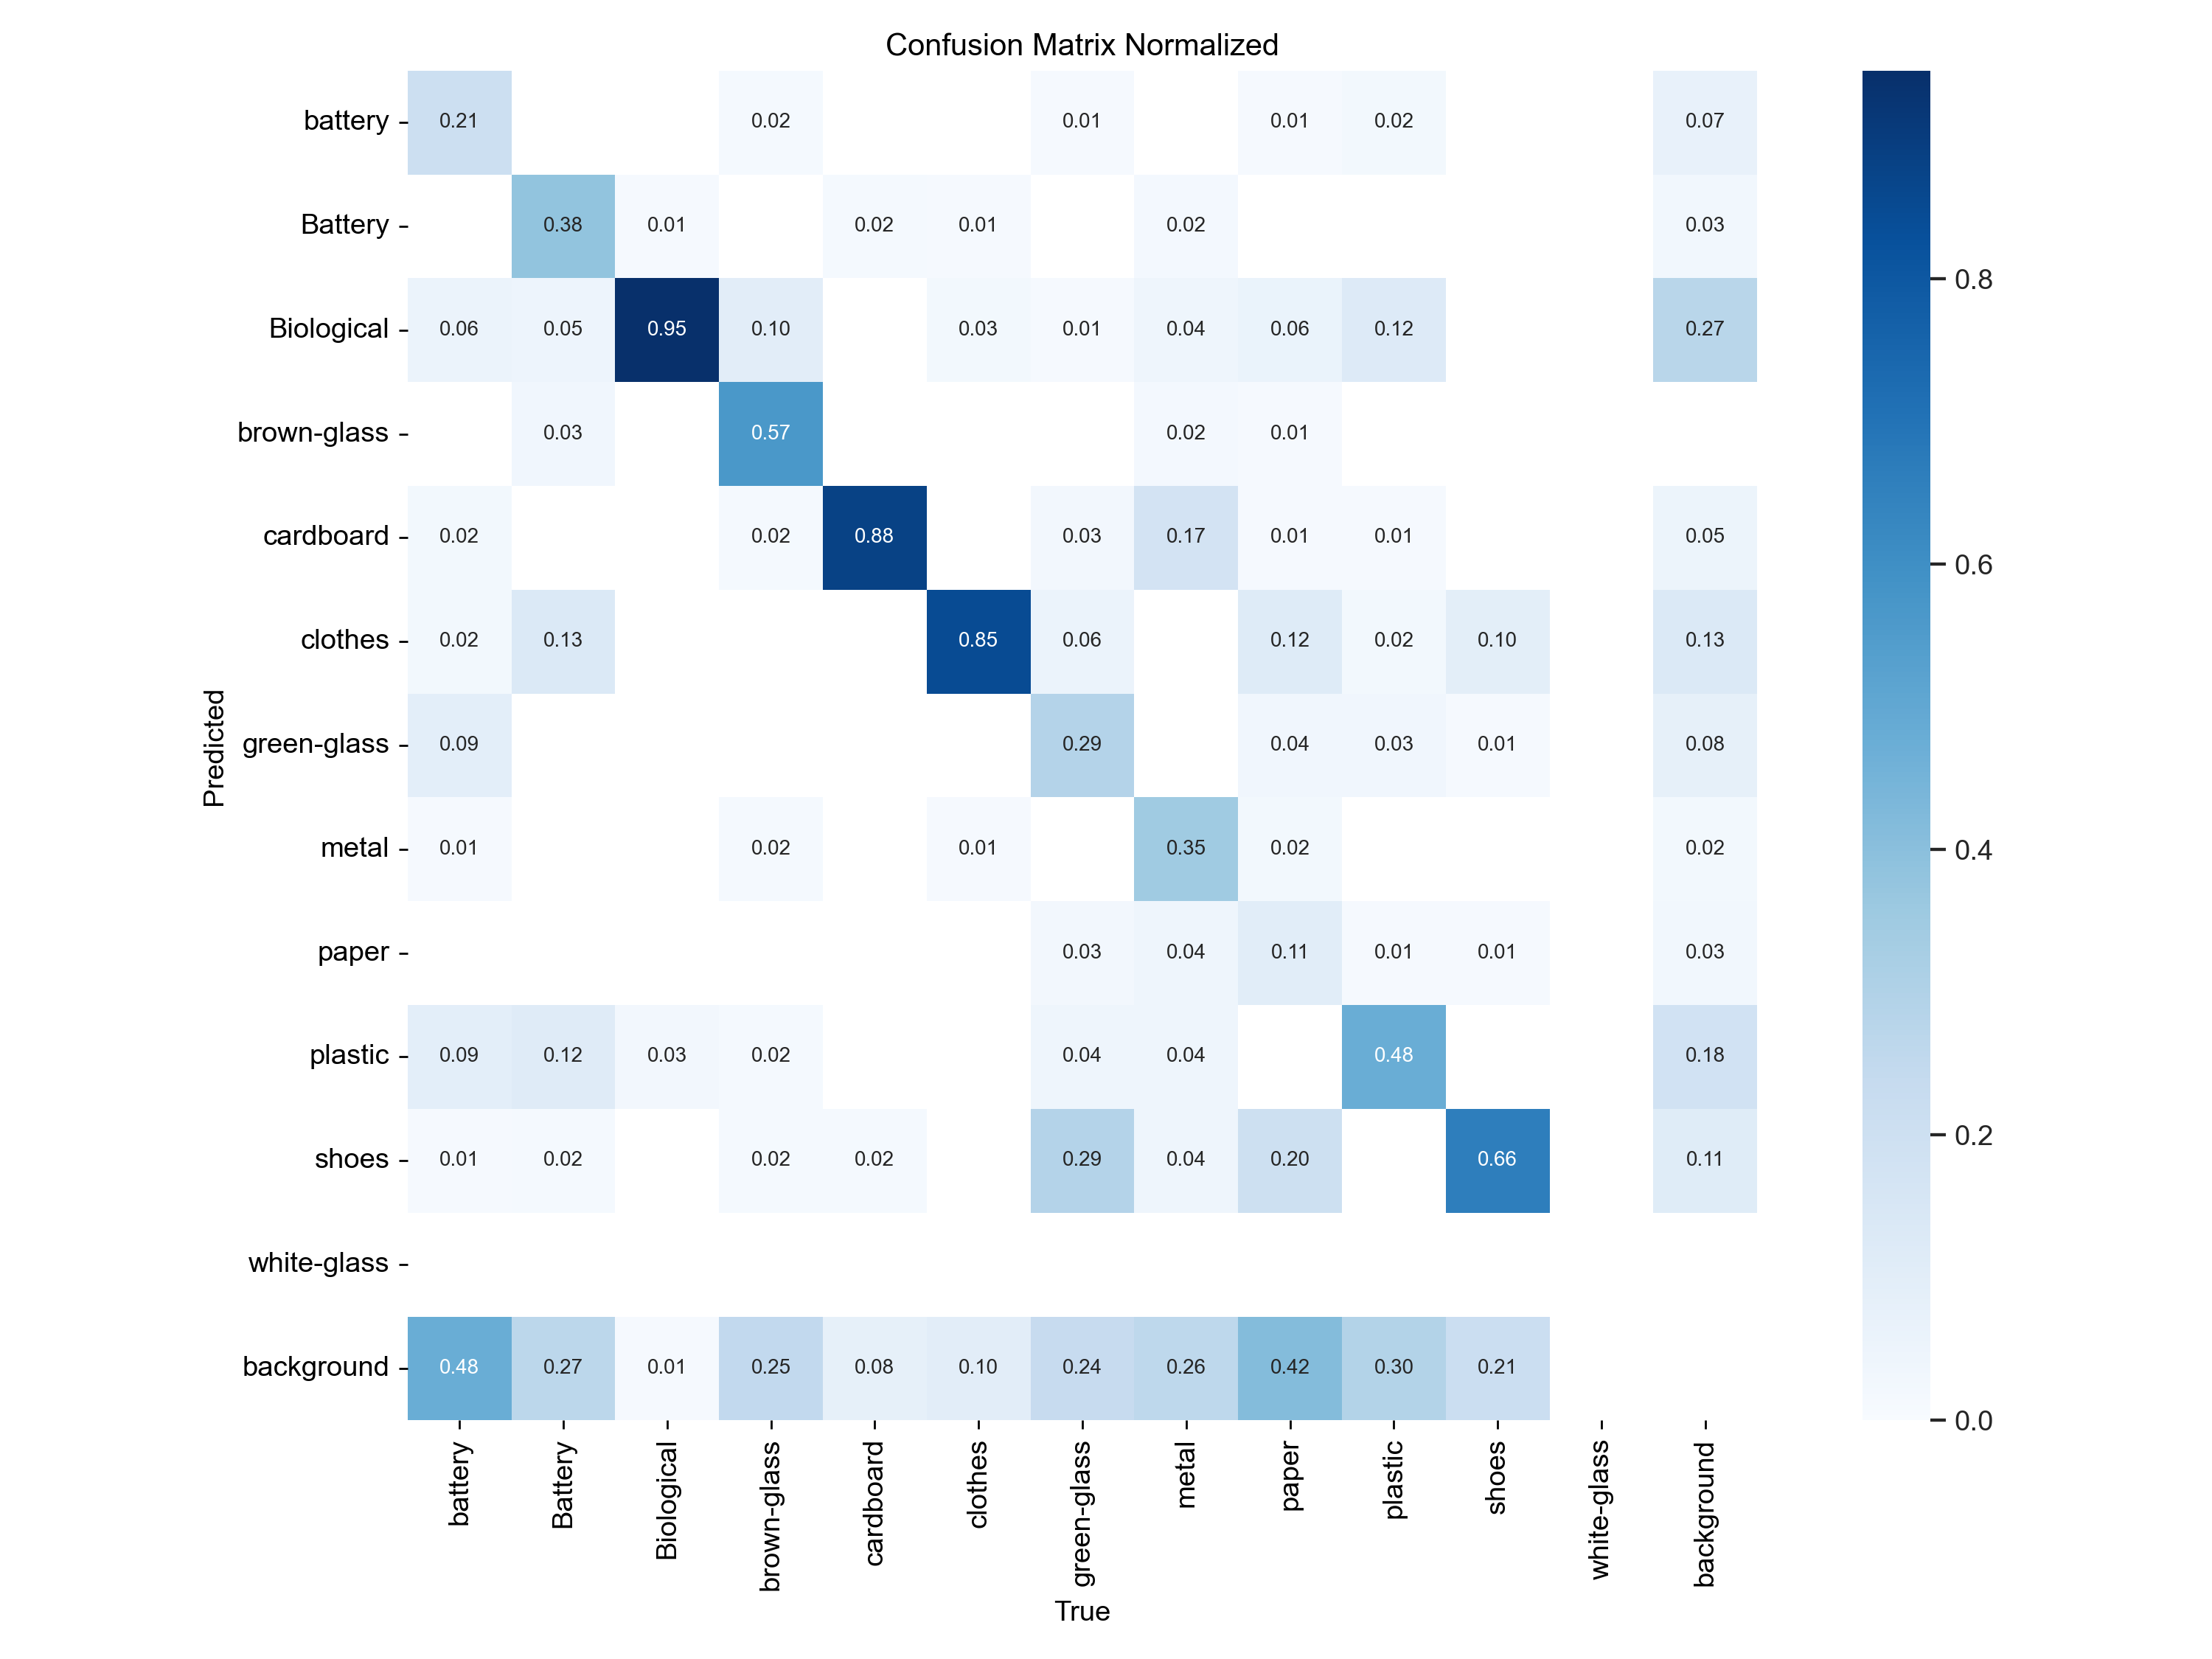 Confusion Matrix Normalized
battery 0.21 0.02 0.01 0.01 0.02 0.07
Battery 0.38 0.01 0.02 0.01 0.02 0.03
0.8
Biological 0.06 0.05 0.95 0.10 0.03 0.01 0.04 0.06 0.12 0.27
brown-glass 0.03 0.57 0.02 0.01
cardboard 0.02 0.02 0.88 0.03 0.17 0.01 0.01 0.05
0.6
clothes 0.02 0.13 0.85 0.06 0.12 0.02 0.10 0.13
Predicted
green-glass 0.09 0.29 0.04 0.03 0.01 0.08
metal 0.01 0.02 0.01 0.35 0.02 0.02
0.4
paper 0.03 0.04 0.11 0.01 0.01 0.03
plastic 0.09 0.12 0.03 0.02 0.04 0.04 0.48 0.18
0.2
shoes 0.01 0.02 0.02 0.02 0.29 0.04 0.20 0.66 0.11
white-glass
background 0.48 0.27 0.01 0.25 0.08 0.10 0.24 0.26 0.42 0.30 0.21
0.0
battery Battery Biological brown-glass cardboard clothes green-glass metal paper plastic shoes white-glass background
True